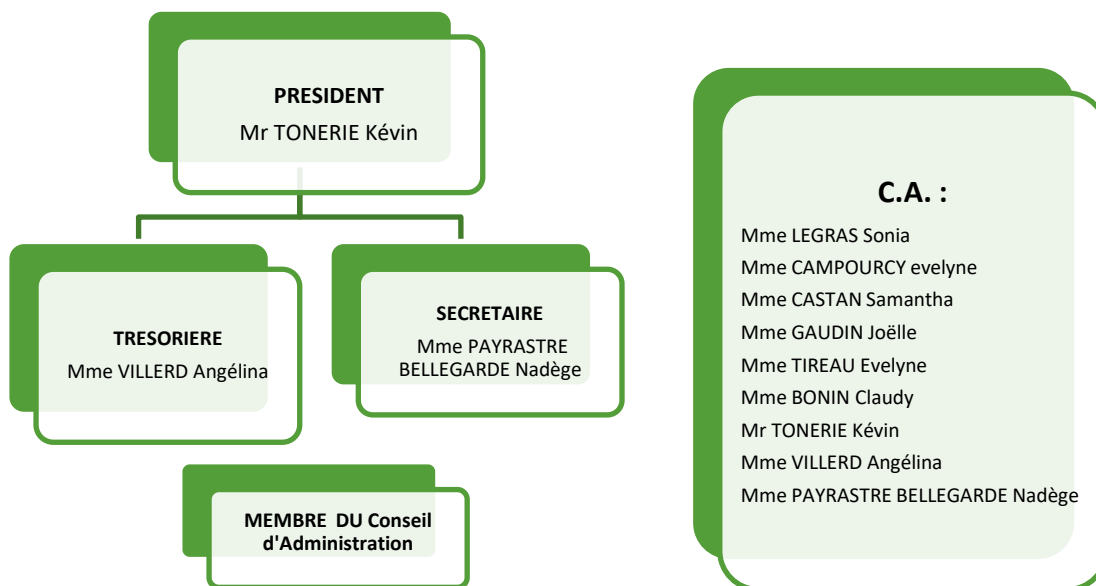 PRESIDENT
Mr TONERIE Kévin
TRESORIERE
Mme VILLERD Angélina
SECRETAIRE
Mme PAYRASTRE
BELLEGARDE Nadège
MEMBRE DU Conseil
d'Administration
C.A. :
Mme LEGRAS Sonia
Mme CAMPOURCY evelyne
Mme CASTAN Samantha
Mme GAUDIN Joëlle
Mme TIREAU Evelyne
Mme BONIN Claudy
Mr TONERIE Kévin
Mme VILLERD Angélina
Mme PAYRASTRE BELLEGARDE Nadège